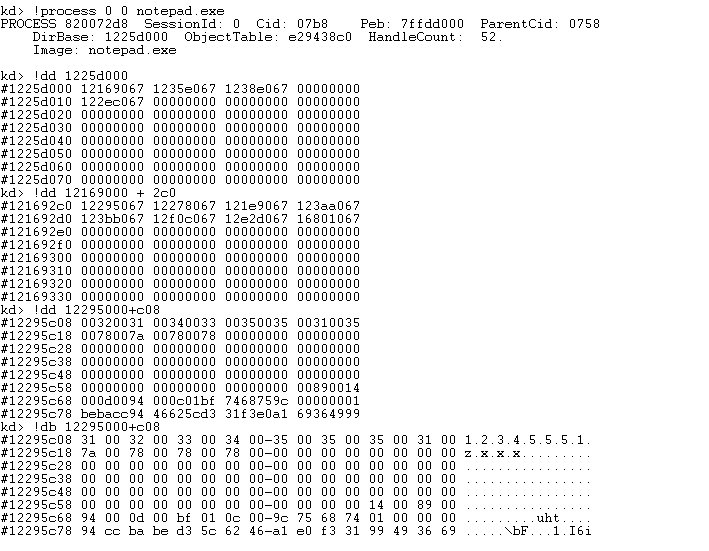 kd> !process 0 0 notepad.exe
PROCESS 820072d8  SessionId: 0  Cid: 07b8    Peb: 7ffdd000  ParentCid: 0758
    DirBase: 1225d000  ObjectTable: e29438c0  HandleCount:  52.
    Image: notepad.exe

kd> !dd 1225d000
#1225d000 12169067 1235e067 1238e067 00000000
#1225d010 122ec067 00000000 00000000 00000000
#1225d020 00000000 00000000 00000000 00000000
#1225d030 00000000 00000000 00000000 00000000
#1225d040 00000000 00000000 00000000 00000000
#1225d050 00000000 00000000 00000000 00000000
#1225d060 00000000 00000000 00000000 00000000
#1225d070 00000000 00000000 00000000 00000000
kd> !dd 12169000 + 2c0
#121692c0 12295067 12278067 121e9067 123aa067
#121692d0 123bb067 12f0c067 12e2d067 16801067
#121692e0 00000000 00000000 00000000 00000000
#121692f0 00000000 00000000 00000000 00000000
#12169300 00000000 00000000 00000000 00000000
#12169310 00000000 00000000 00000000 00000000
#12169320 00000000 00000000 00000000 00000000
#12169330 00000000 00000000 00000000 00000000
kd> !dd 12295000+c08
#12295c08 00320031 00340033 00350035 00310035
#12295c18 0078007a 00780078 00000000 00000000
#12295c28 00000000 00000000 00000000 00000000
#12295c38 00000000 00000000 00000000 00000000
#12295c48 00000000 00000000 00000000 00000000
#12295c58 00000000 00000000 00000000 00890014
#12295c68 000d0094 000c01bf 7468759c 00000001
#12295c78 bebacc94 46625cd3 31f3e0a1 69364999
kd> !db 12295000+c08
#12295c08 31 00 32 00 33 00 34 00-35 00 35 00 35 00 31 00 1.2.3.4.5.5.5.1.
#12295c18 7a 00 78 00 78 00 78 00-00 00 00 00 00 00 00 00 z.x.x.x.........
#12295c28 00 00 00 00 00 00 00 00-00 00 00 00 00 00 00 00 ................
#12295c38 00 00 00 00 00 00 00 00-00 00 00 00 00 00 00 00 ................
#12295c48 00 00 00 00 00 00 00 00-00 00 00 00 00 00 00 00 ................
#12295c58 00 00 00 00 00 00 00 00-00 00 00 00 14 00 89 00 ................
#12295c68 94 00 0d 00 bf 01 0c 00-9c 75 68 74 01 00 00 00 .........uht....
#12295c78 94 cc ba be d3 5c 62 46-a1 e0 f3 31 99 49 36 69 .....\bF...1.I6i